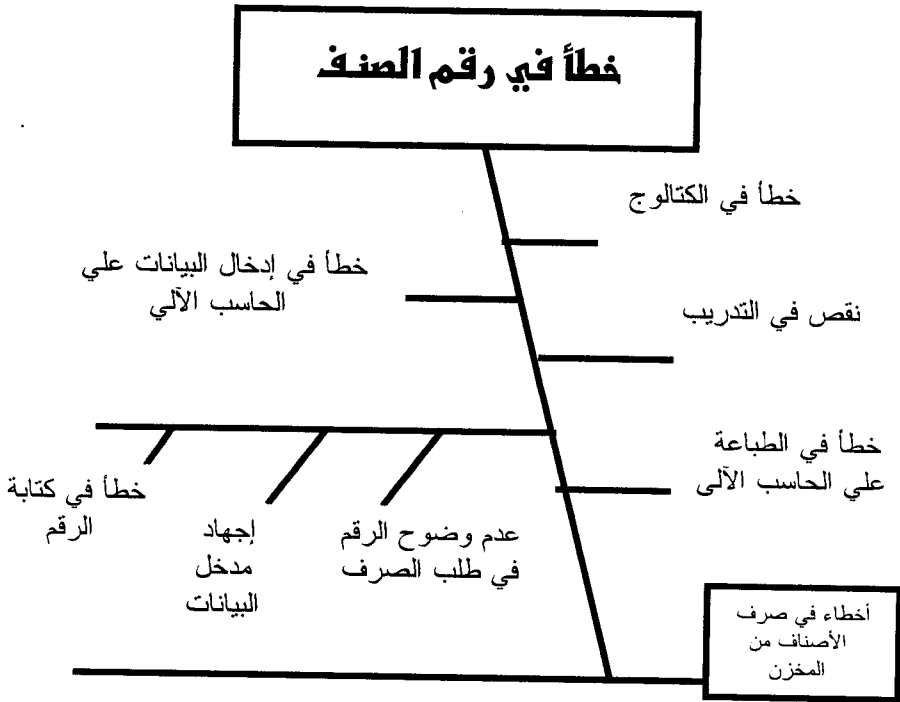 خطأ في رقم الصنف
خطأ في الكتالوج
خطأ في إدخال البيانات علي
الحاسب الآلي
نقص في التدريب
خطأ في الطباعة
علي الحاسب الآلى
خطأ في كتابة
الرقم
إجهاد
مدخل
البيانات
عدم وضوح الرقم
في طلب الصرف
أخطاء في صرف
الأصناف من
المخزن